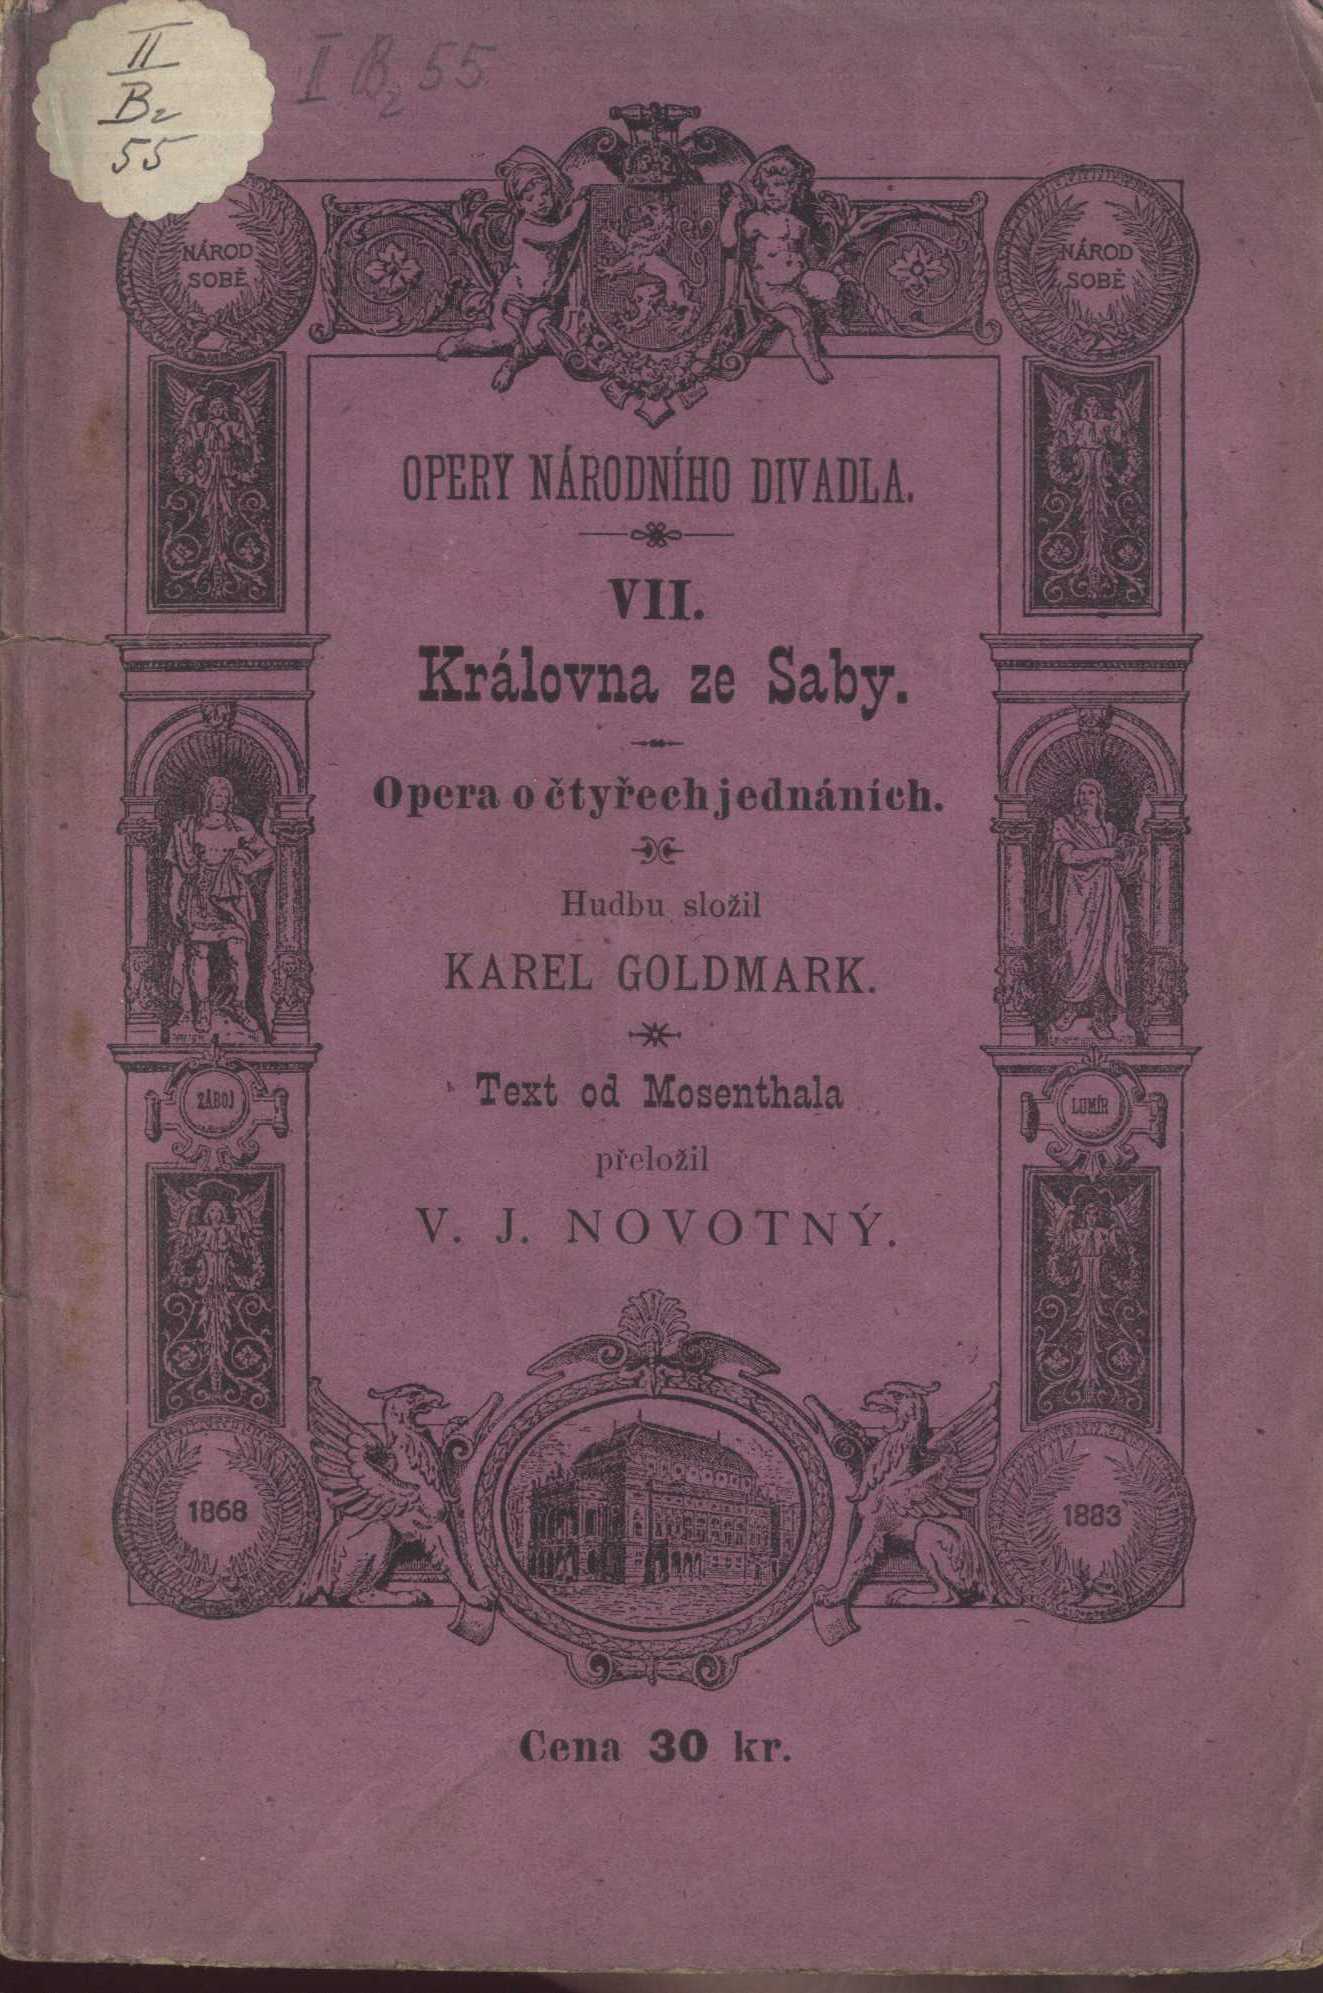 II
B2
55
I B2 55
NÁROD
SOBĚ
NÁROD
SOBĚ
OPERY NÁRODNÍHO DIVADLA.
VII.
Královna ze Saby.
Opera o čtyřech jednáních.
Hudbu složil
KAREL GOLDMARK.
Text od Mosenthala
přeložil
V. J. NOVOTNÝ.
ZÁBOJ
LUMÍR
1868
1883
Cena 30 kr.